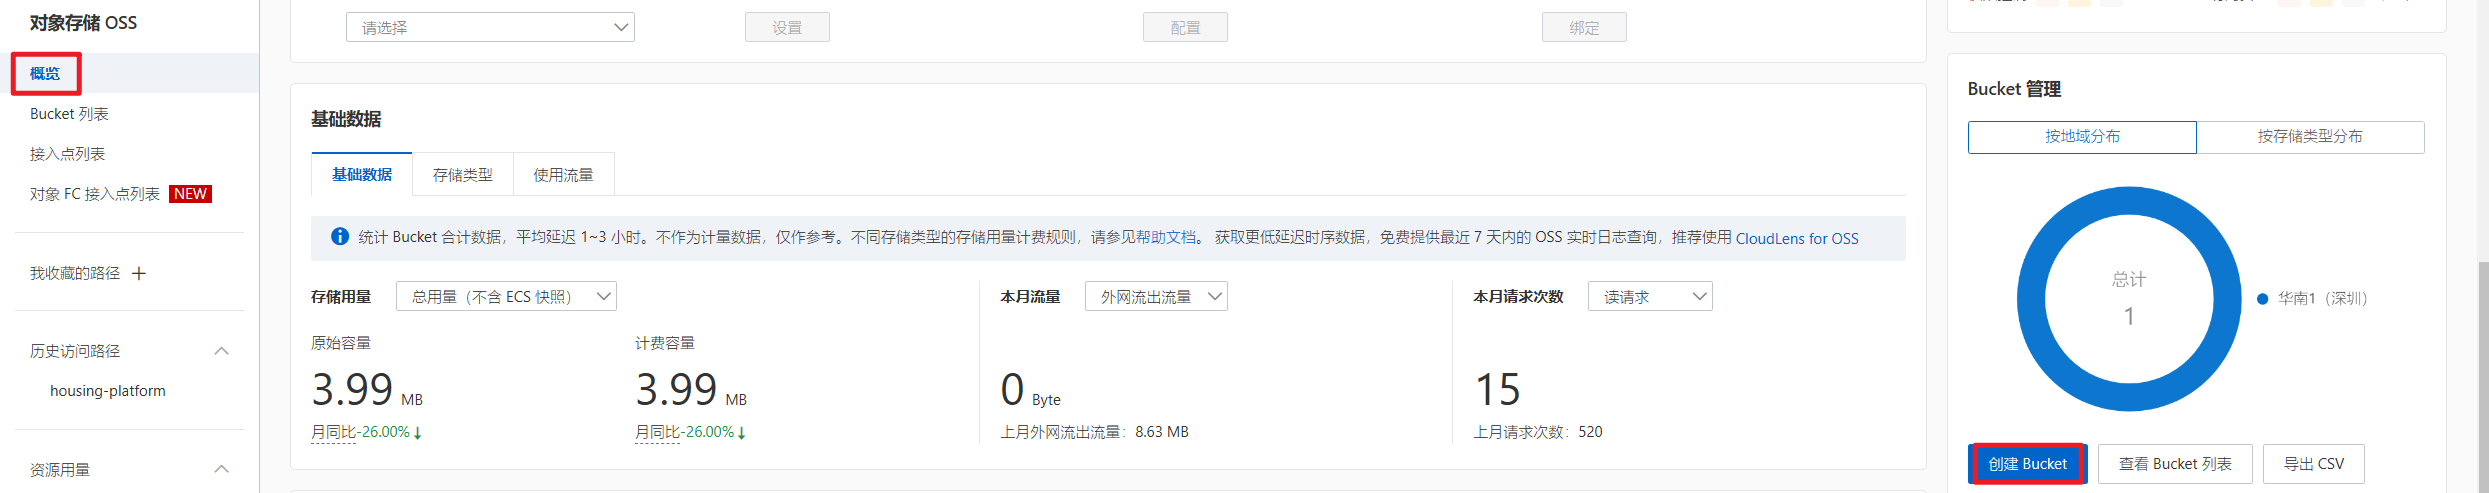 对象存储 OSS
概览
Bucket 列表
接入点列表
对象 FC 接入点列表 NEW
我收藏的路径
历史访问路径
housing-platform
资源用量
请选择
设置
配置
绑定
基础数据
基础数据 存储类型 使用流量
统计 Bucket 合计数据，平均延迟 1~3 小时。不作为计量数据，仅作参考。不同存储类型的存储用量计费规则，请参见帮助文档。 获取更低延迟时序数据，免费提供最近 7 天内的 OSS 实时日志查询，推荐使用 CloudLens for OSS
存储用量 总用量（不含 ECS 快照）
原始容量 计费容量
3.99 MB 3.99 MB
月同比-26.00%↓ 月同比-26.00%↓
本月流量 外网流出流量
0 Byte
上月外网流出流量：8.63 MB
本月请求次数 读请求
15
上月请求次数：520
Bucket 管理
按地域分布 按存储类型分布
总计
1
华南1（深圳）
创建 Bucket 查看 Bucket 列表 导出 CSV